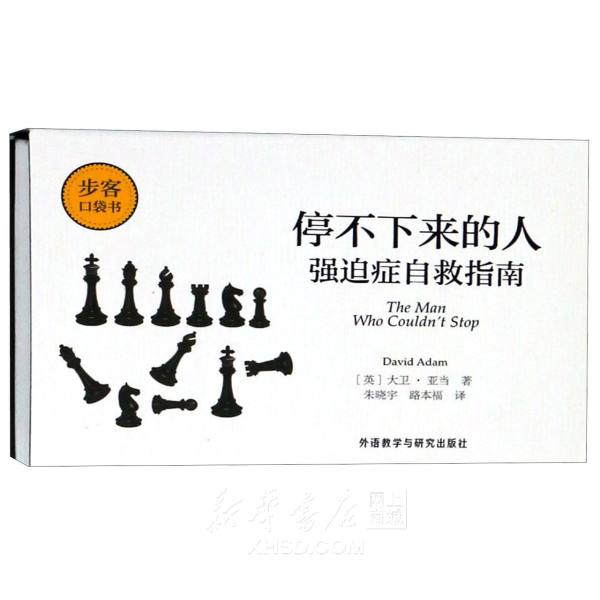 步客
口袋书
停不下来的人
强迫症自救指南
The Man
Who Couldn't Stop
David Adam
[英] 大卫·亚当 著
朱晓宇 路本福 译
外语教学与研究出版社
新华书店
网上
商城
XHSD.COM